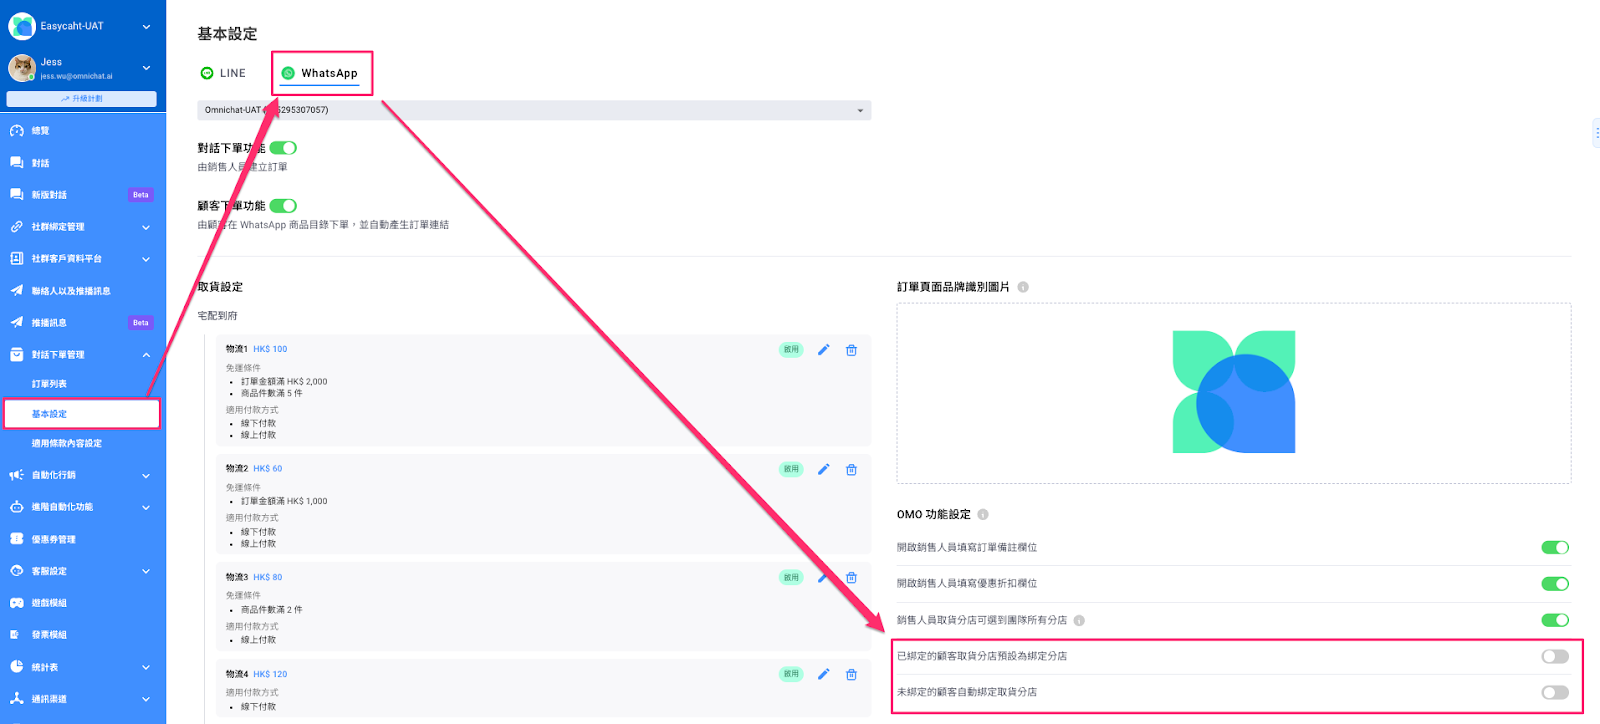 Easycaht-UAT
Jess
jess.wu@omnichat.ai
升級計劃
總覽
對話
新版對話 Beta
社群綁定管理
社群客戶資料平台
聯絡人以及推播訊息
推播訊息 Beta
對話下單管理
訂單列表
基本設定
適用條款內容設定
自動化行銷
進階自動化功能
優惠券管理
客服設定
遊戲模組
發業模組
統計表
通訊渠道
基本設定
LINE
WhatsApp
Omnichat-UAT 5295307057)
對話下單功能
由銷售人員建立訂單
顧客下單功能
由顧客在 WhatsApp 商品目錄下單，並自動產生訂單連結
取貨設定
宅配到府
物流1 HK$ 100 啟用
免運條件
• 訂單金額滿 HK$ 2,000
• 商品件數滿 5 件
適用付款方式
• 線下付款
• 線上付款
物流2 HK$ 60 啟用
免運條件
• 訂單金額滿 HK$ 1,000
適用付款方式
• 線下付款
• 線上付款
物流3 HK$ 80 啟用
免運條件
• 商品件數滿 2 件
適用付款方式
• 線上付款
物流4 HK$ 120 啟用
適用付款方式
• 線下付款
訂單頁面品牌識別圖片
OMO 功能設定
開啟銷售人員填寫訂單備註欄位
開啟銷售人員填寫優惠折扣欄位
銷售人員取貨分店可選到團隊所有分店
已綁定的顧客取貨分店預設為綁定分店
未綁定的顧客自動綁定取貨分店